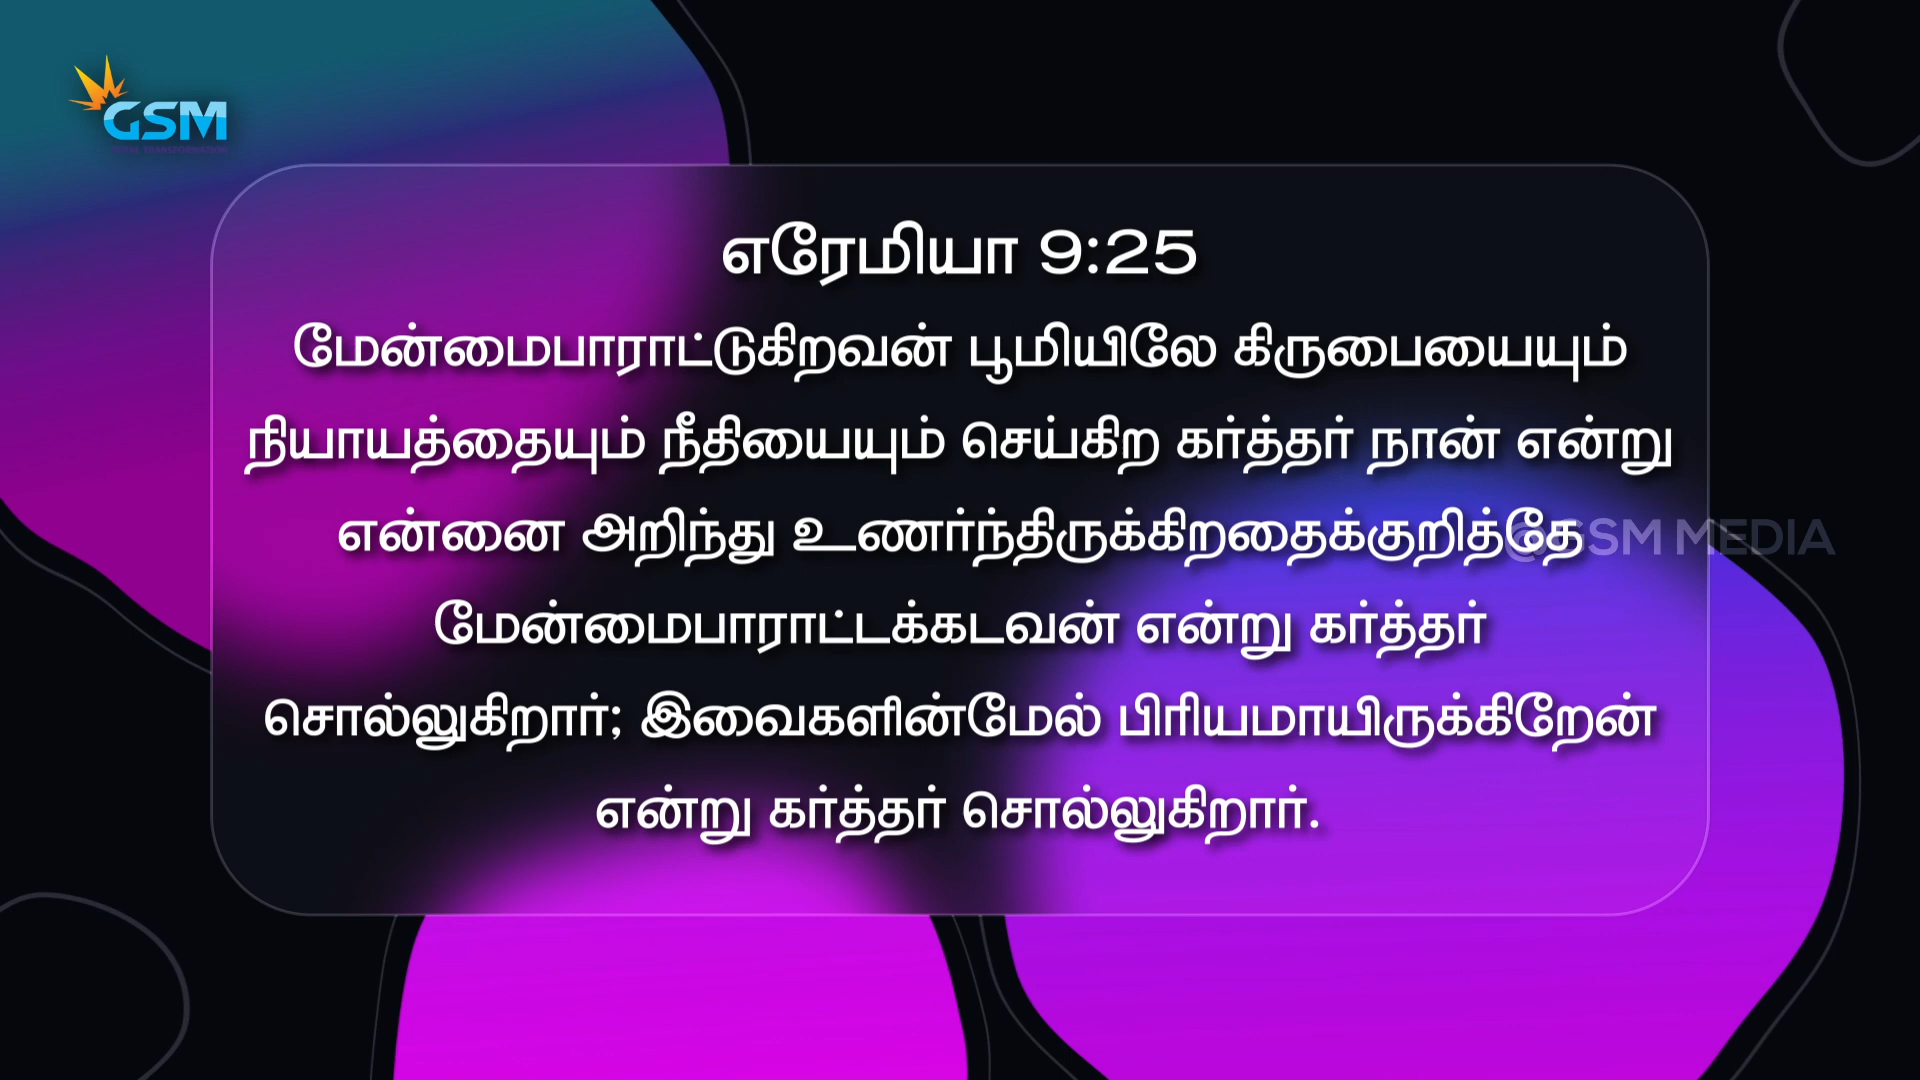 GSM
எரேமியா 9:25
மேன்மைபாராட்டுகிறவன் பூமியிலே கிருபையையும்
நியாயத்தையும் நீதியையும் செய்கிற கர்த்தர் நான் என்று
என்னை அறிந்து உணர்ந்திருக்கிறதைக்குறித்தே
@GSM MEDIA
மேன்மைபாராட்டக்கடவன் என்று கர்த்தர்
சொல்லுகிறார்; இவைகளின்மேல் பிரியமாயிருக்கிறேன்
என்று கர்த்தர் சொல்லுகிறார்.